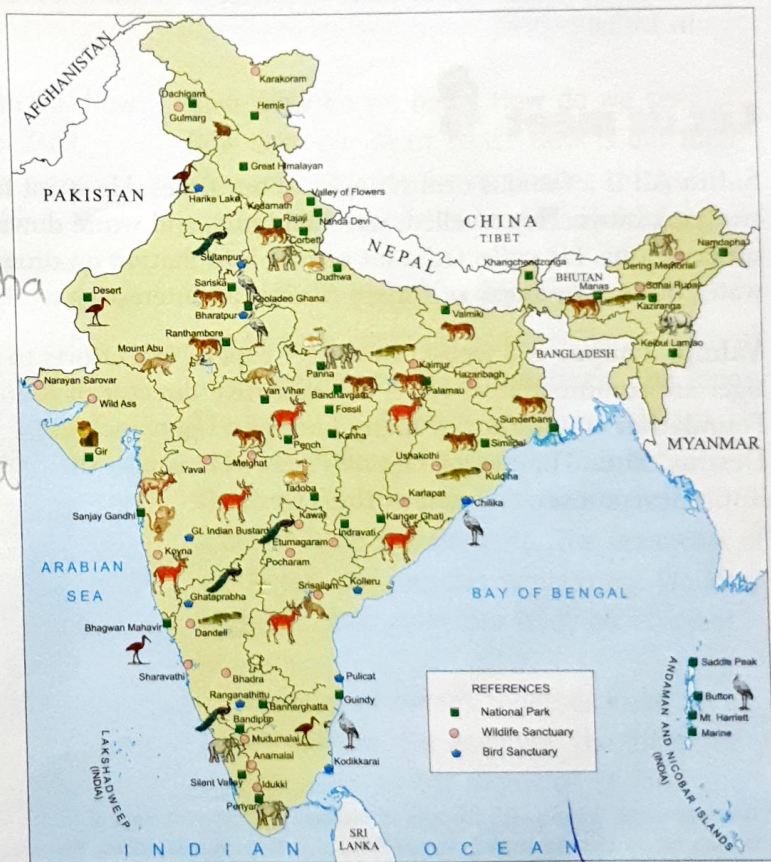 AFGHANISTAN
Karakoram
Dachigam
Gulmarg
Hemis
PAKISTAN
Great Himalayan
Harike Lake
Kedarnath
Valley of Flowers
Rajaji
Nanda Devi
Corbett
CHINA
TIBET
NEPAL
Sultanpur
Dudhwa
Khangchendzonga
BHUTAN
Manas
Namdapha
Dering Memorial
Sonai Rupai
Kaziranga
Keibul Lamjao
Desert
Sariska
Keoladeo Ghana
Bharatpur
Ranthambore
Valmiki
BANGLADESH
Mount Abu
Kaimur
Hazaribagh
Panna
Palamau
Narayan Sarovar
Wild Ass
Van Vihar
Bandhavgarh
Fossil
Sunderbans
Gir
Pench
Kanha
Similipal
MYANMAR
Yaval
Melghat
Ushakothi
Kuldiha
Tadoba
Karlapat
Chilika
Sanjay Gandhi
Gt. Indian Bustard
Kawal
Indravati
Kanger Ghati
Etumagaram
Koyna
Pocharam
ARABIAN
SEA
Srisailam
Kolleru
BAY OF BENGAL
Ghataprabha
Bhagwan Mahavir
Dandeli
Sharavathi
Bhadra
Pulicat
Ranganathittu
Bannerghatta
Guindy
Bandipur
Mudumalai
Anamalai
Kodikkarai
Silent Valley
Idukki
Periyar
LAKSHADWEEP
(INDIA)
REFERENCES
National Park
Wildlife Sanctuary
Bird Sanctuary
Saddle Peak
Button
Mt. Harriett
Marine
ANDAMAN AND NICOBAR ISLANDS
(INDIA)
SRI
LANKA
INDIAN OCEAN